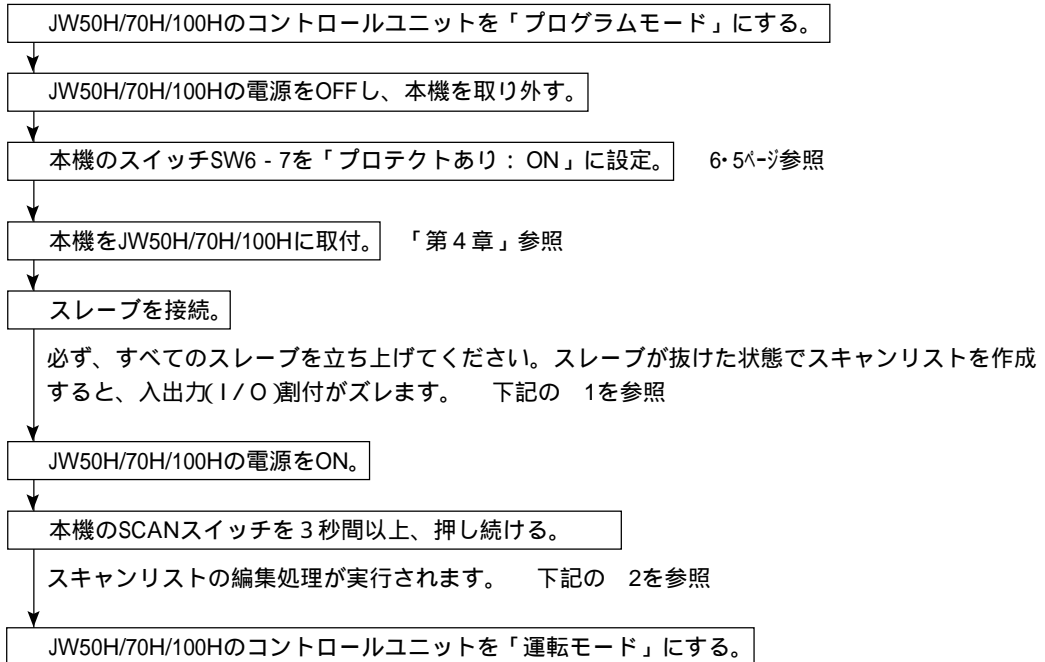 JW50H/70H/100Hのコントロールユニットを「プログラムモード」にする。
JW50H/70H/100Hの電源をOFFし、本機を取り外す。
本機のスイッチSW6 - 7を「プロテクトあり： ON」に設定。 6･5ﾍﾟｰｼﾞ参照
本機をJW50H/70H/100Hに取付。 「第４章」参照
スレーブを接続。
必ず、すべてのスレーブを立ち上げてください。スレーブが抜けた状態でスキャンリストを作成
すると、入出力(Ｉ/Ｏ)割付がズレます。 下記の 1を参照
JW50H/70H/100Hの電源をON。
本機のSCANスイッチを３秒間以上、押し続ける。
スキャンリストの編集処理が実行されます。 下記の 2を参照
JW50H/70H/100Hのコントロールユニットを「運転モード」にする。